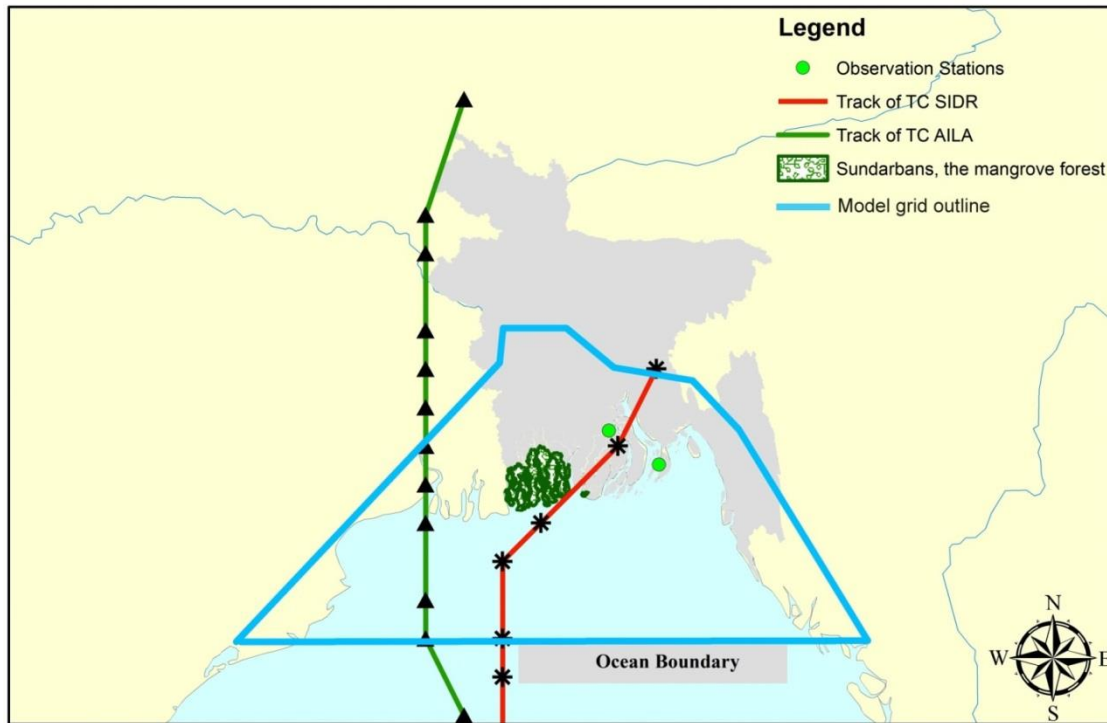 Legend
Observation Stations
Track of TC SIDR
Track of TC AILA
Sundarbans, the mangrove forest
Model grid outline
Ocean Boundary
N
W E
S